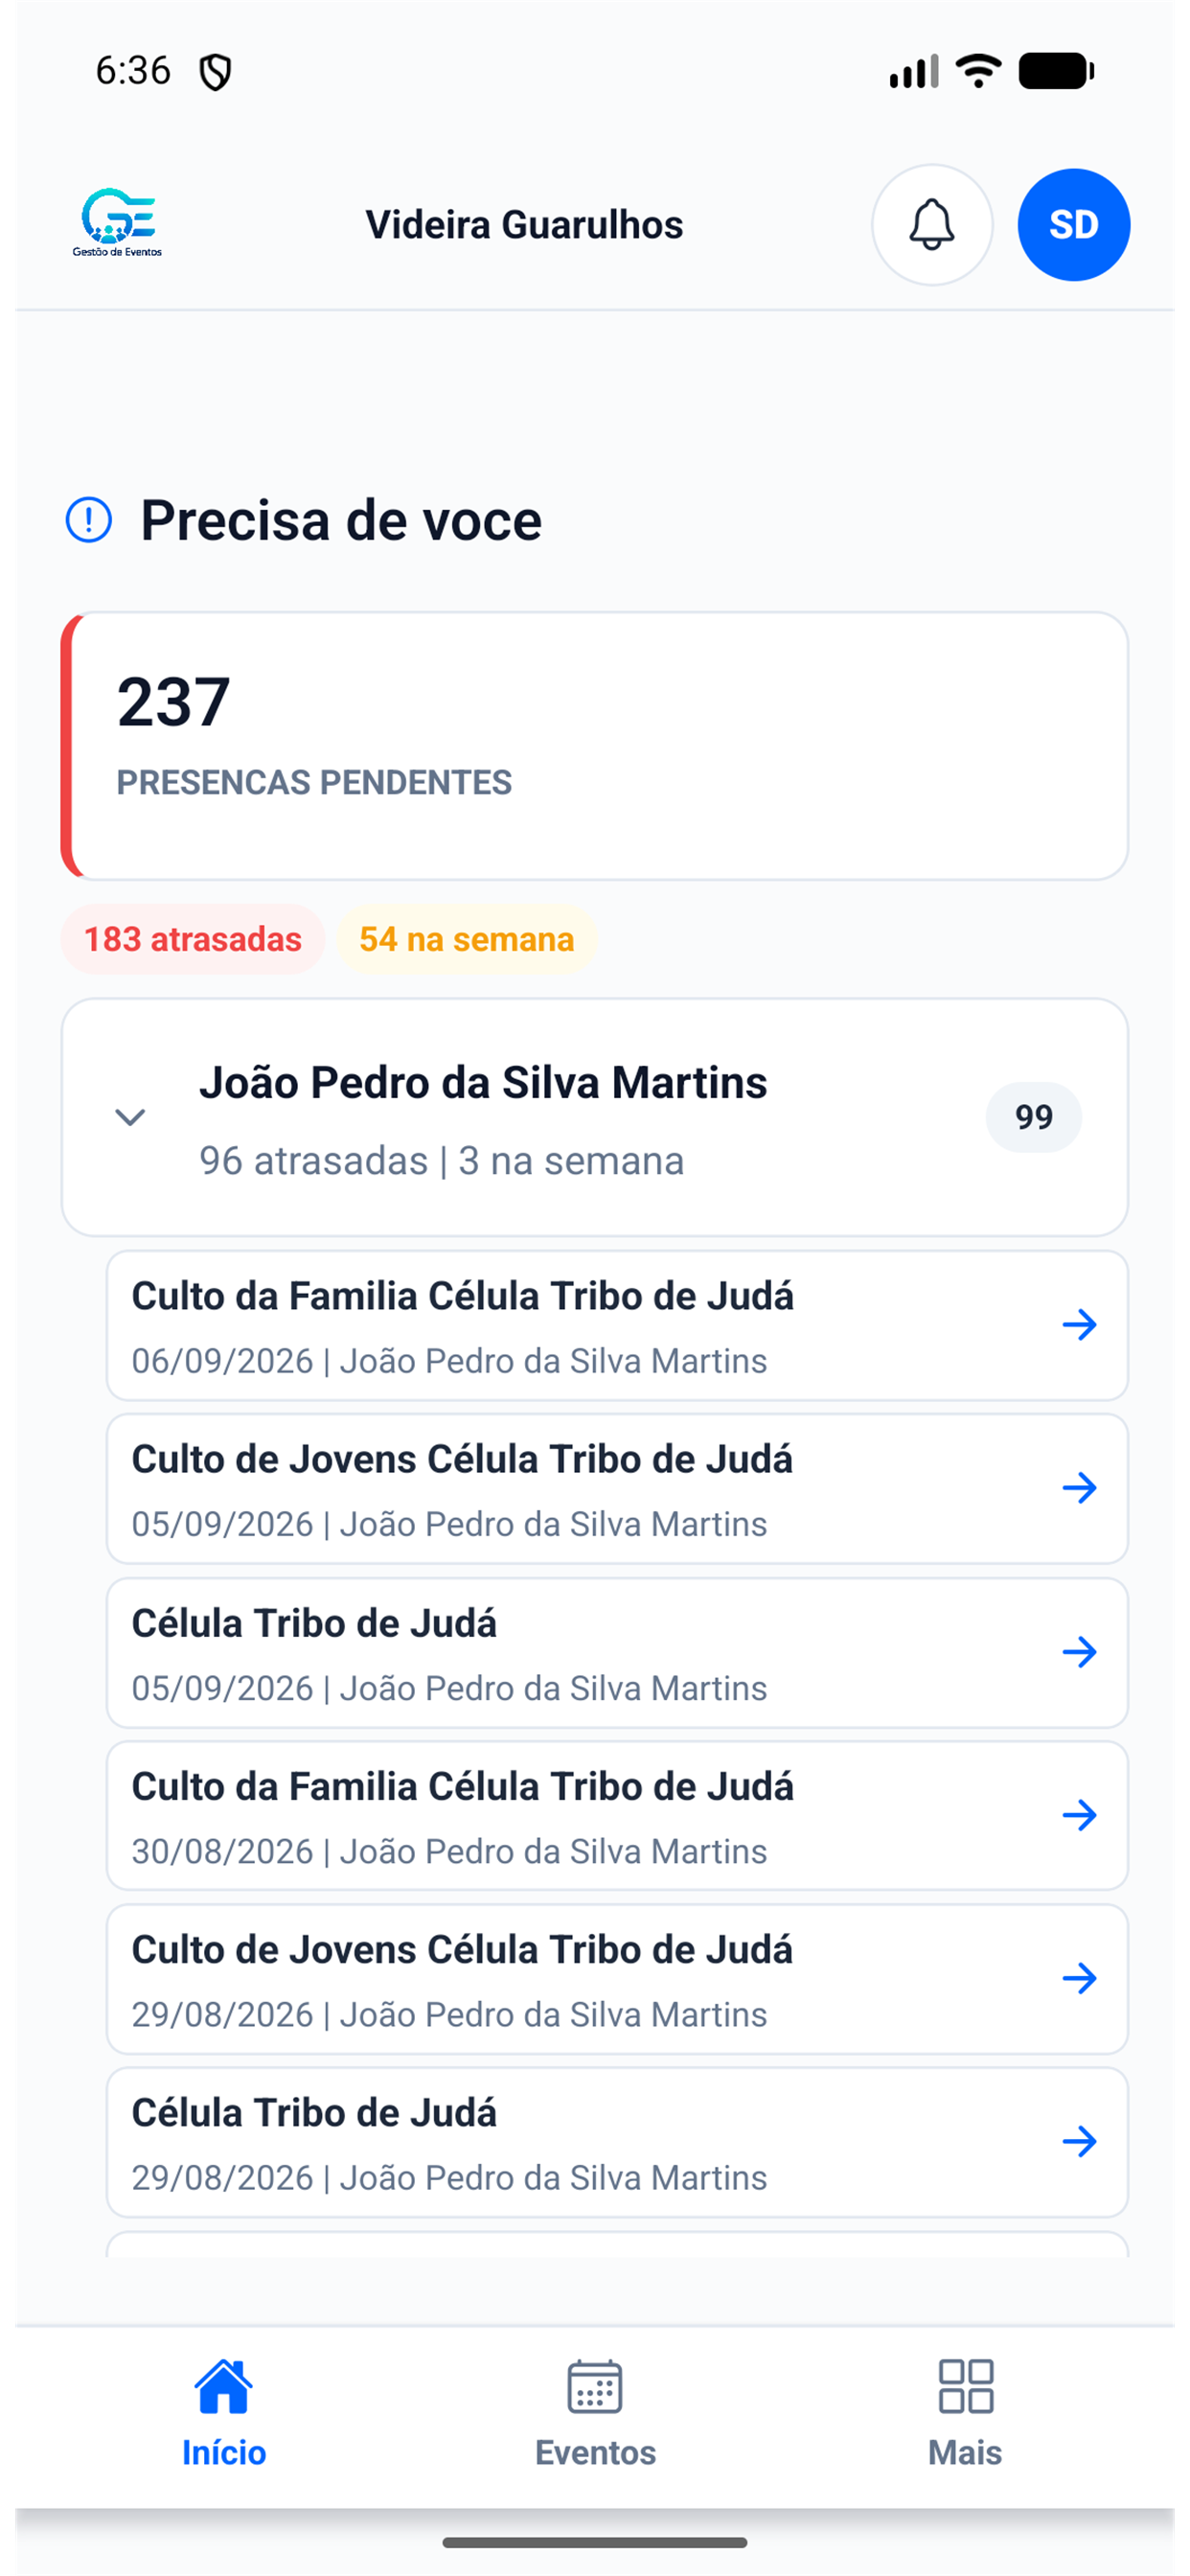 6:36
Gestão de Eventos
Videira Guarulhos
SD
Precisa de voce
237
PRESENCAS PENDENTES
183 atrasadas
54 na semana
João Pedro da Silva Martins
96 atrasadas | 3 na semana
99
Culto da Familia Célula Tribo de Judá
06/09/2026 | João Pedro da Silva Martins
Culto de Jovens Célula Tribo de Judá
05/09/2026 | João Pedro da Silva Martins
Célula Tribo de Judá
05/09/2026 | João Pedro da Silva Martins
Culto da Familia Célula Tribo de Judá
30/08/2026 | João Pedro da Silva Martins
Culto de Jovens Célula Tribo de Judá
29/08/2026 | João Pedro da Silva Martins
Célula Tribo de Judá
29/08/2026 | João Pedro da Silva Martins
Início
Eventos
Mais